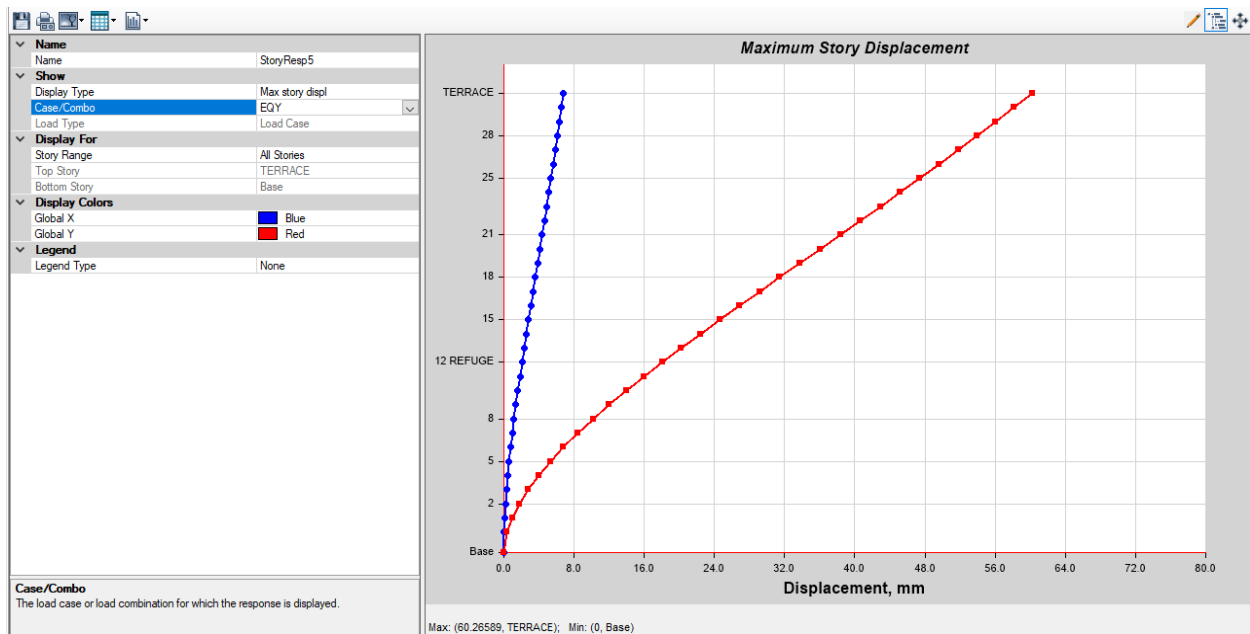 Name
Name StoryResp5
Show
Display Type Max story displ
Case/Combo EQY
Load Type Load Case
Display For
Story Range All Stories
Top Story TERRACE
Bottom Story Base
Display Colors
Global X Blue
Global Y Red
Legend
Legend Type None
Case/Combo
The load case or load combination for which the response is displayed.
Maximum Story Displacement
TERRACE
28
25
21
18
15
12 REFUGE
8
5
2
Base
0.0 8.0 16.0 24.0 32.0 40.0 48.0 56.0 64.0 72.0 80.0
Displacement, mm
Max: (60.26589, TERRACE); Min: (0, Base)